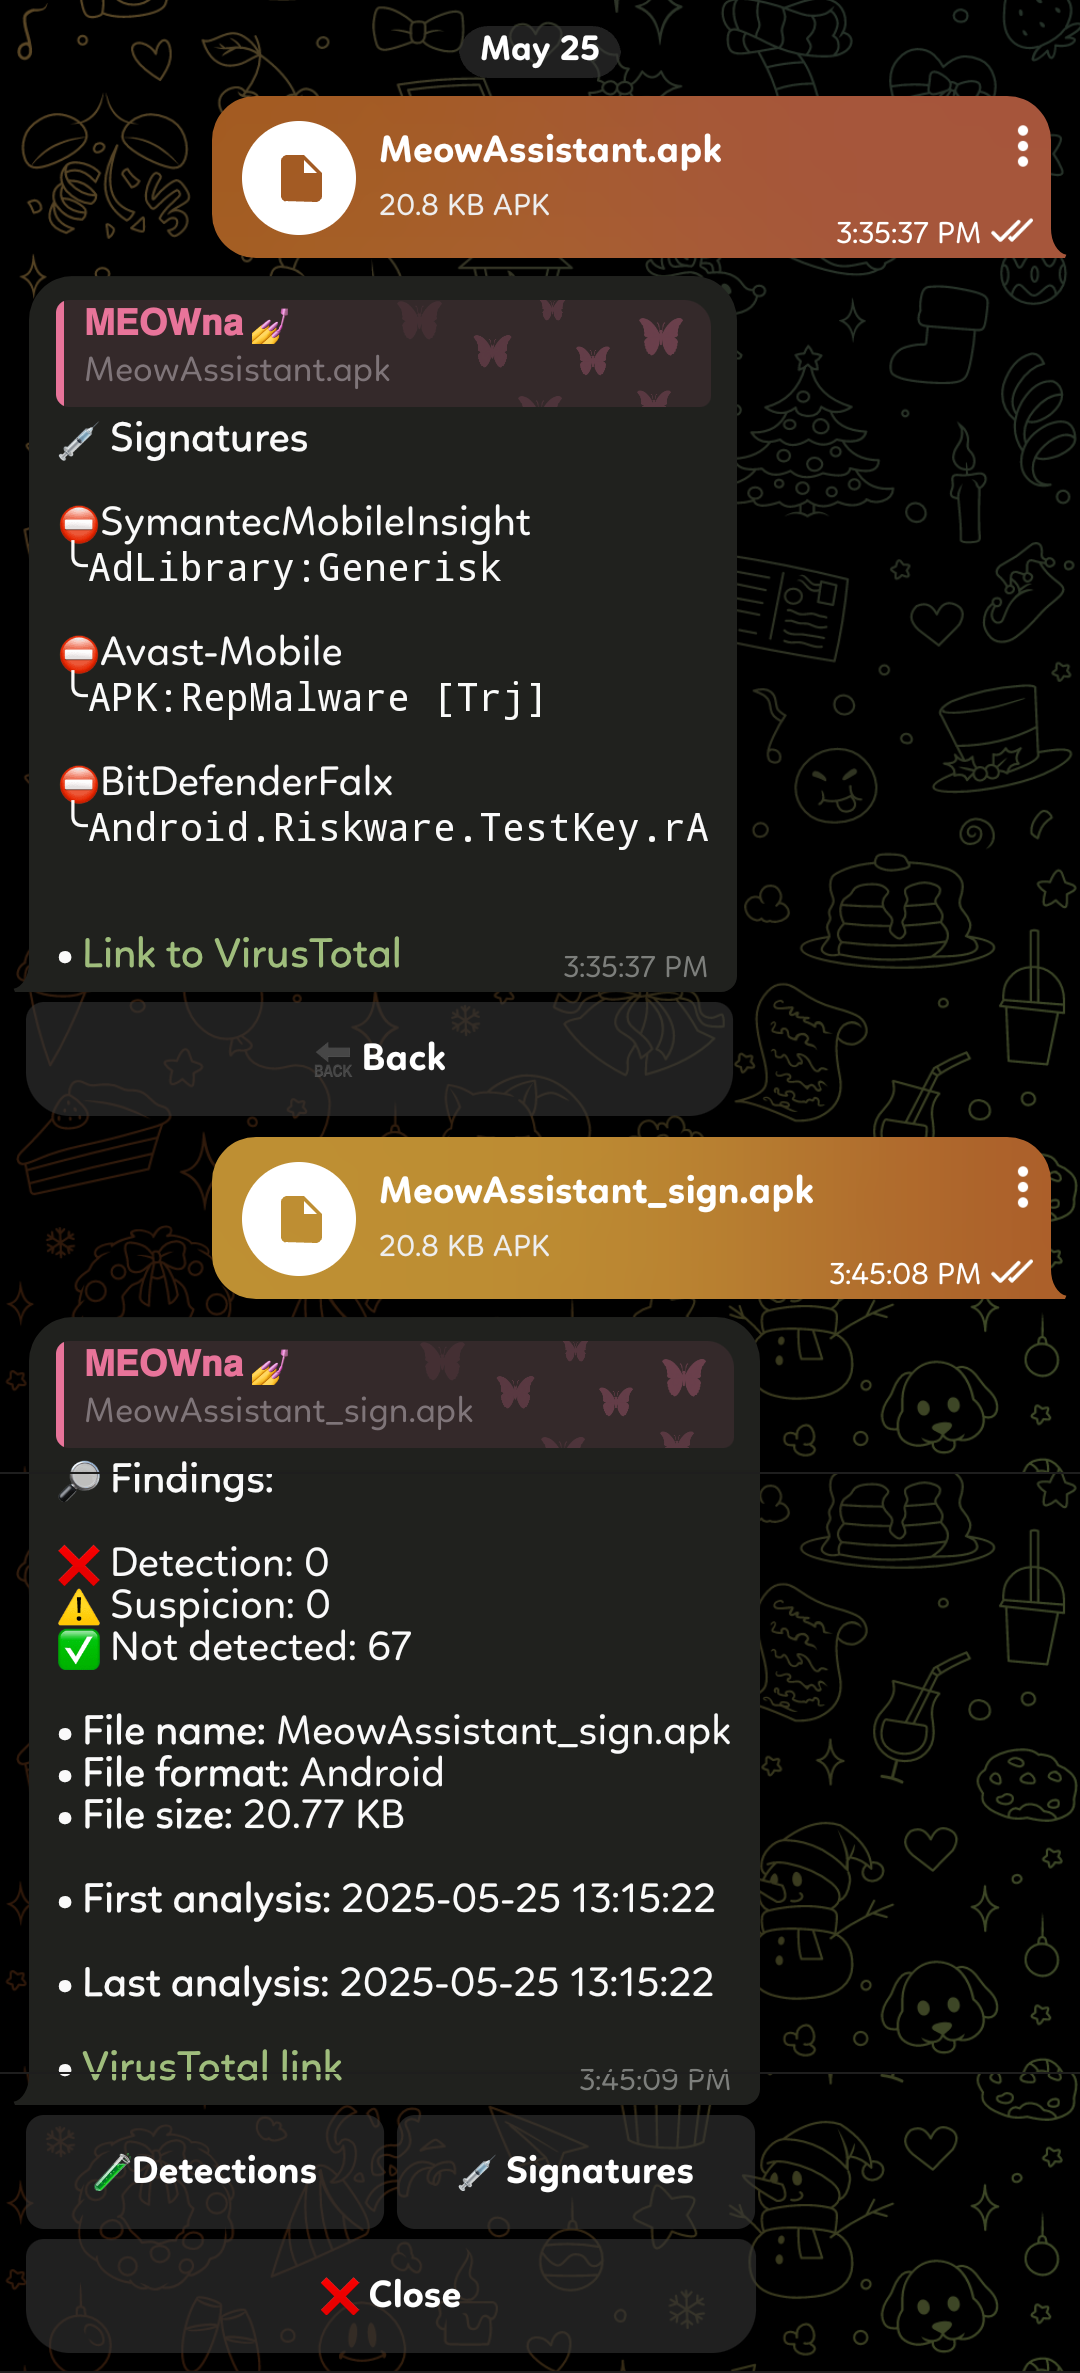 May 25
MeowAssistant.apk
20.8 KB APK
3:35:37 PM
MEOWna 💅
MeowAssistant.apk
💉 Signatures
⛔SymantecMobileInsight
╰AdLibrary:Generisk
⛔Avast-Mobile
╰APK:RepMalware [Trj]
⛔BitDefenderFalx
╰Android.Riskware.TestKey.rA
• Link to VirusTotal
3:35:37 PM
🔙 Back
MeowAssistant_sign.apk
20.8 KB APK
3:45:08 PM
MEOWna 💅
MeowAssistant_sign.apk
🔎 Findings:
❌ Detection: 0
⚠️ Suspicion: 0
✅ Not detected: 67
• File name: MeowAssistant_sign.apk
• File format: Android
• File size: 20.77 KB
• First analysis: 2025-05-25 13:15:22
• Last analysis: 2025-05-25 13:15:22
• VirusTotal link
3:45:09 PM
🧪Detections
💉 Signatures
❌ Close